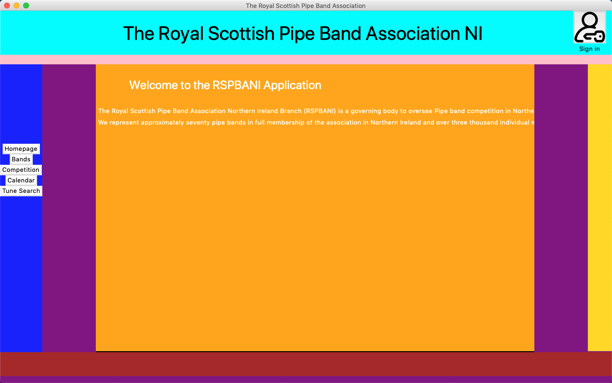 The Royal Scottish Pipe Band Association
The Royal Scottish Pipe Band Association NI
Sign in
Welcome to the RSPBANI Application
The Royal Scottish Pipe Band Association Northern Ireland Branch (RSPBANI) is a governing body to oversee Pipe band competition in Northe
We represent approximately seventy pipe bands in full membership of the association in Northern Ireland and over three thousand individual
Homepage
Bands
Competition
Calendar
Tune Search